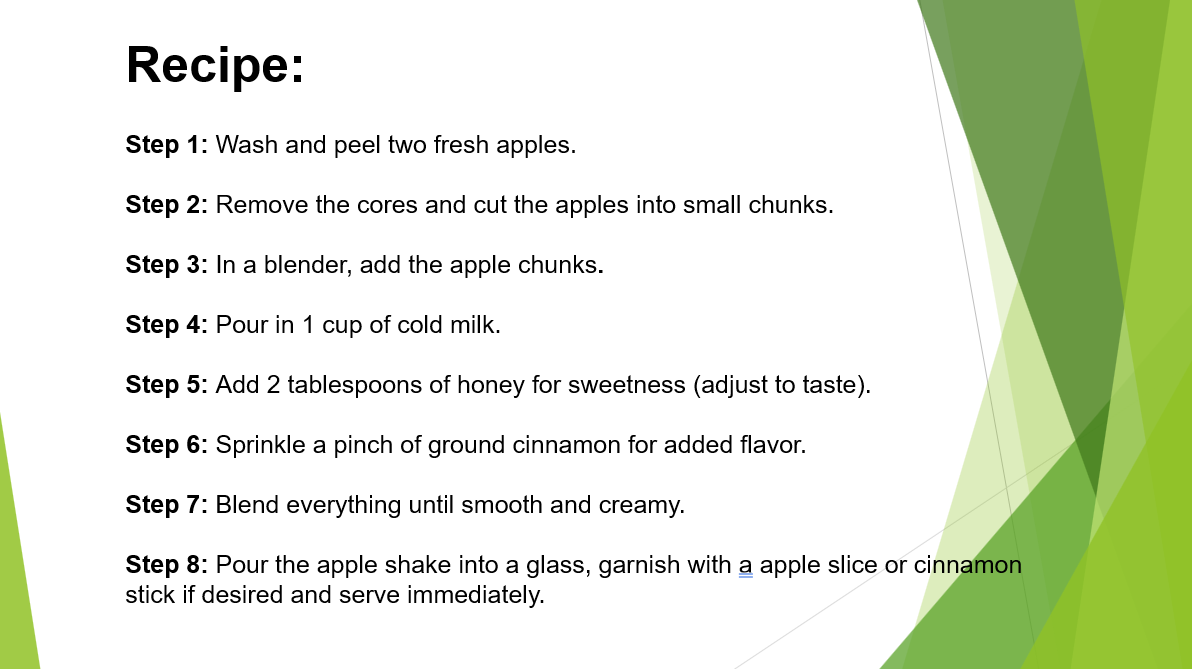 Recipe:
Step 1: Wash and peel two fresh apples.
Step 2: Remove the cores and cut the apples into small chunks.
Step 3: In a blender, add the apple chunks.
Step 4: Pour in 1 cup of cold milk.
Step 5: Add 2 tablespoons of honey for sweetness (adjust to taste).
Step 6: Sprinkle a pinch of ground cinnamon for added flavor.
Step 7: Blend everything until smooth and creamy.
Step 8: Pour the apple shake into a glass, garnish with a apple slice or cinnamon
stick if desired and serve immediately.